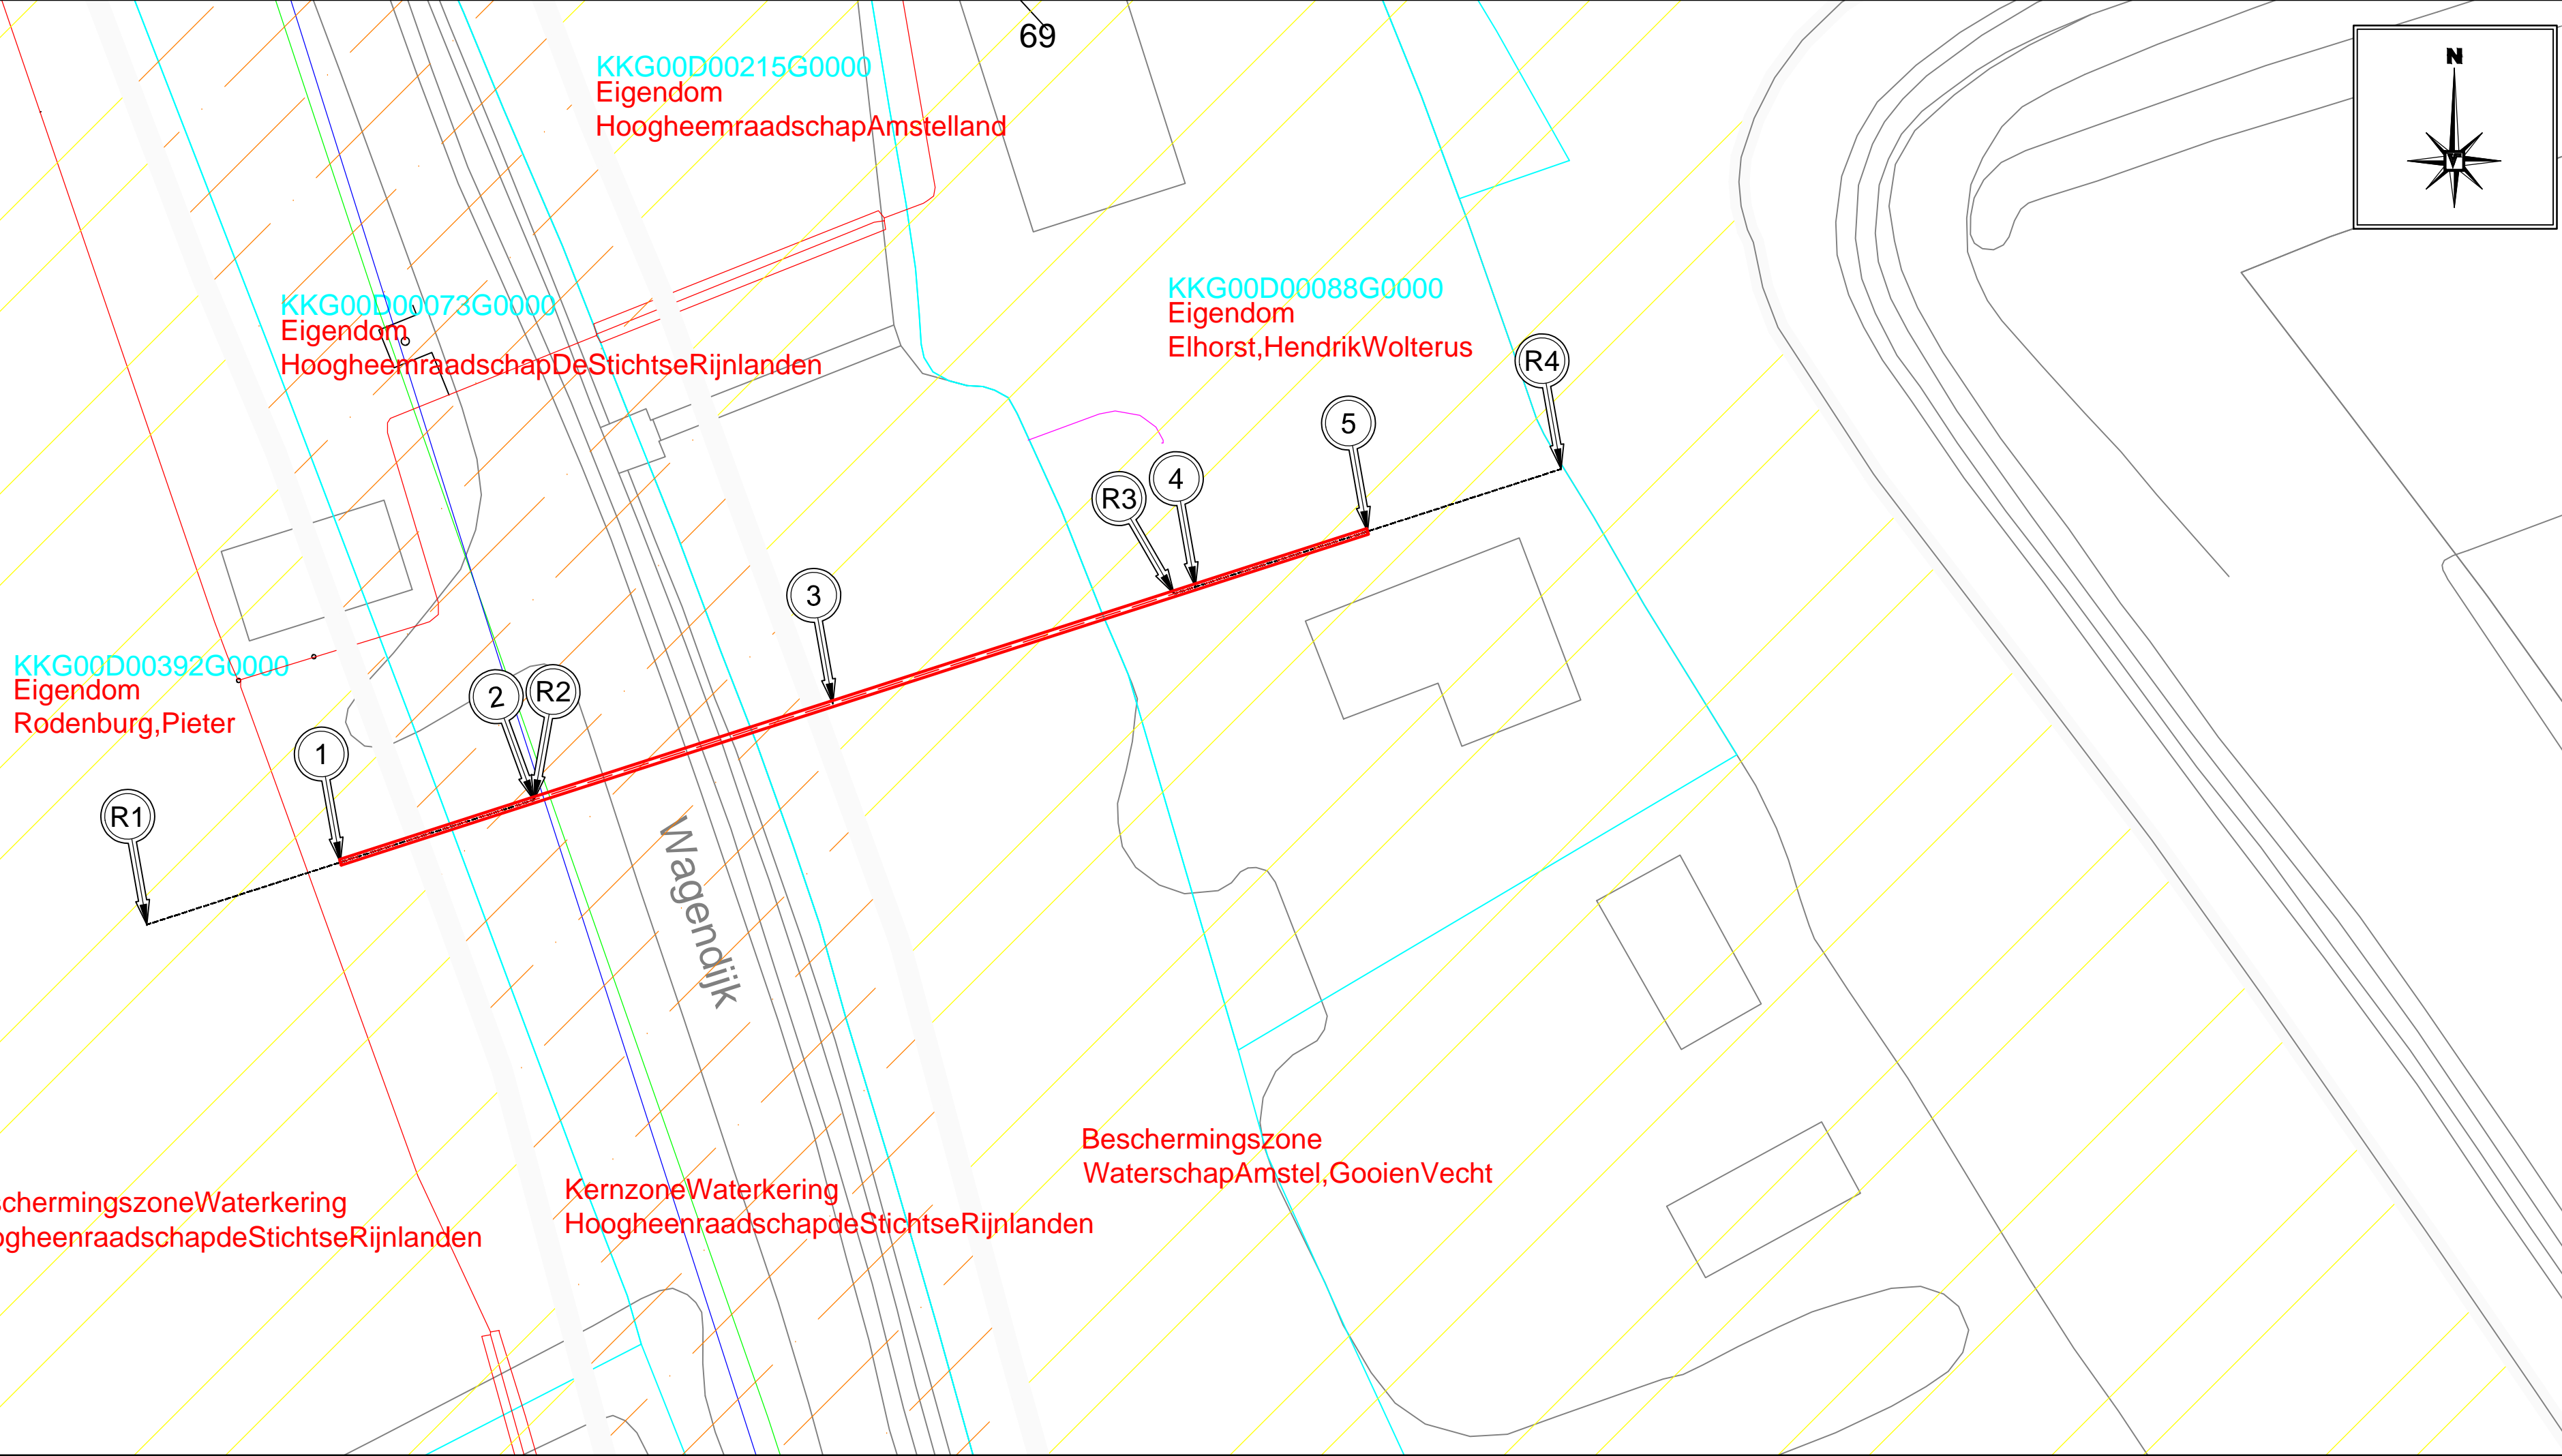 69
N
KKG00D00215G0000
Eigendom
HoogheemraadschapAmstelland
KKG00D00073G0000
Eigendom
HoogheemraadschapDeStichtseRijnlanden
KKG00D00088G0000
Eigendom
Elhorst,HendrikWolterus
R4
5
4
R3
3
KKG00D00392G0000
Eigendom
Rodenburg,Pieter
2
R2
1
R1
Wagendijk
Beschermingszone
WaterschapAmstel,GooienVecht
KernzoneWaterkering
HoogheenraadschapdeStichtseRijnlanden
chermingszoneWaterkering
ogheenraadschapdeStichtseRijnlanden